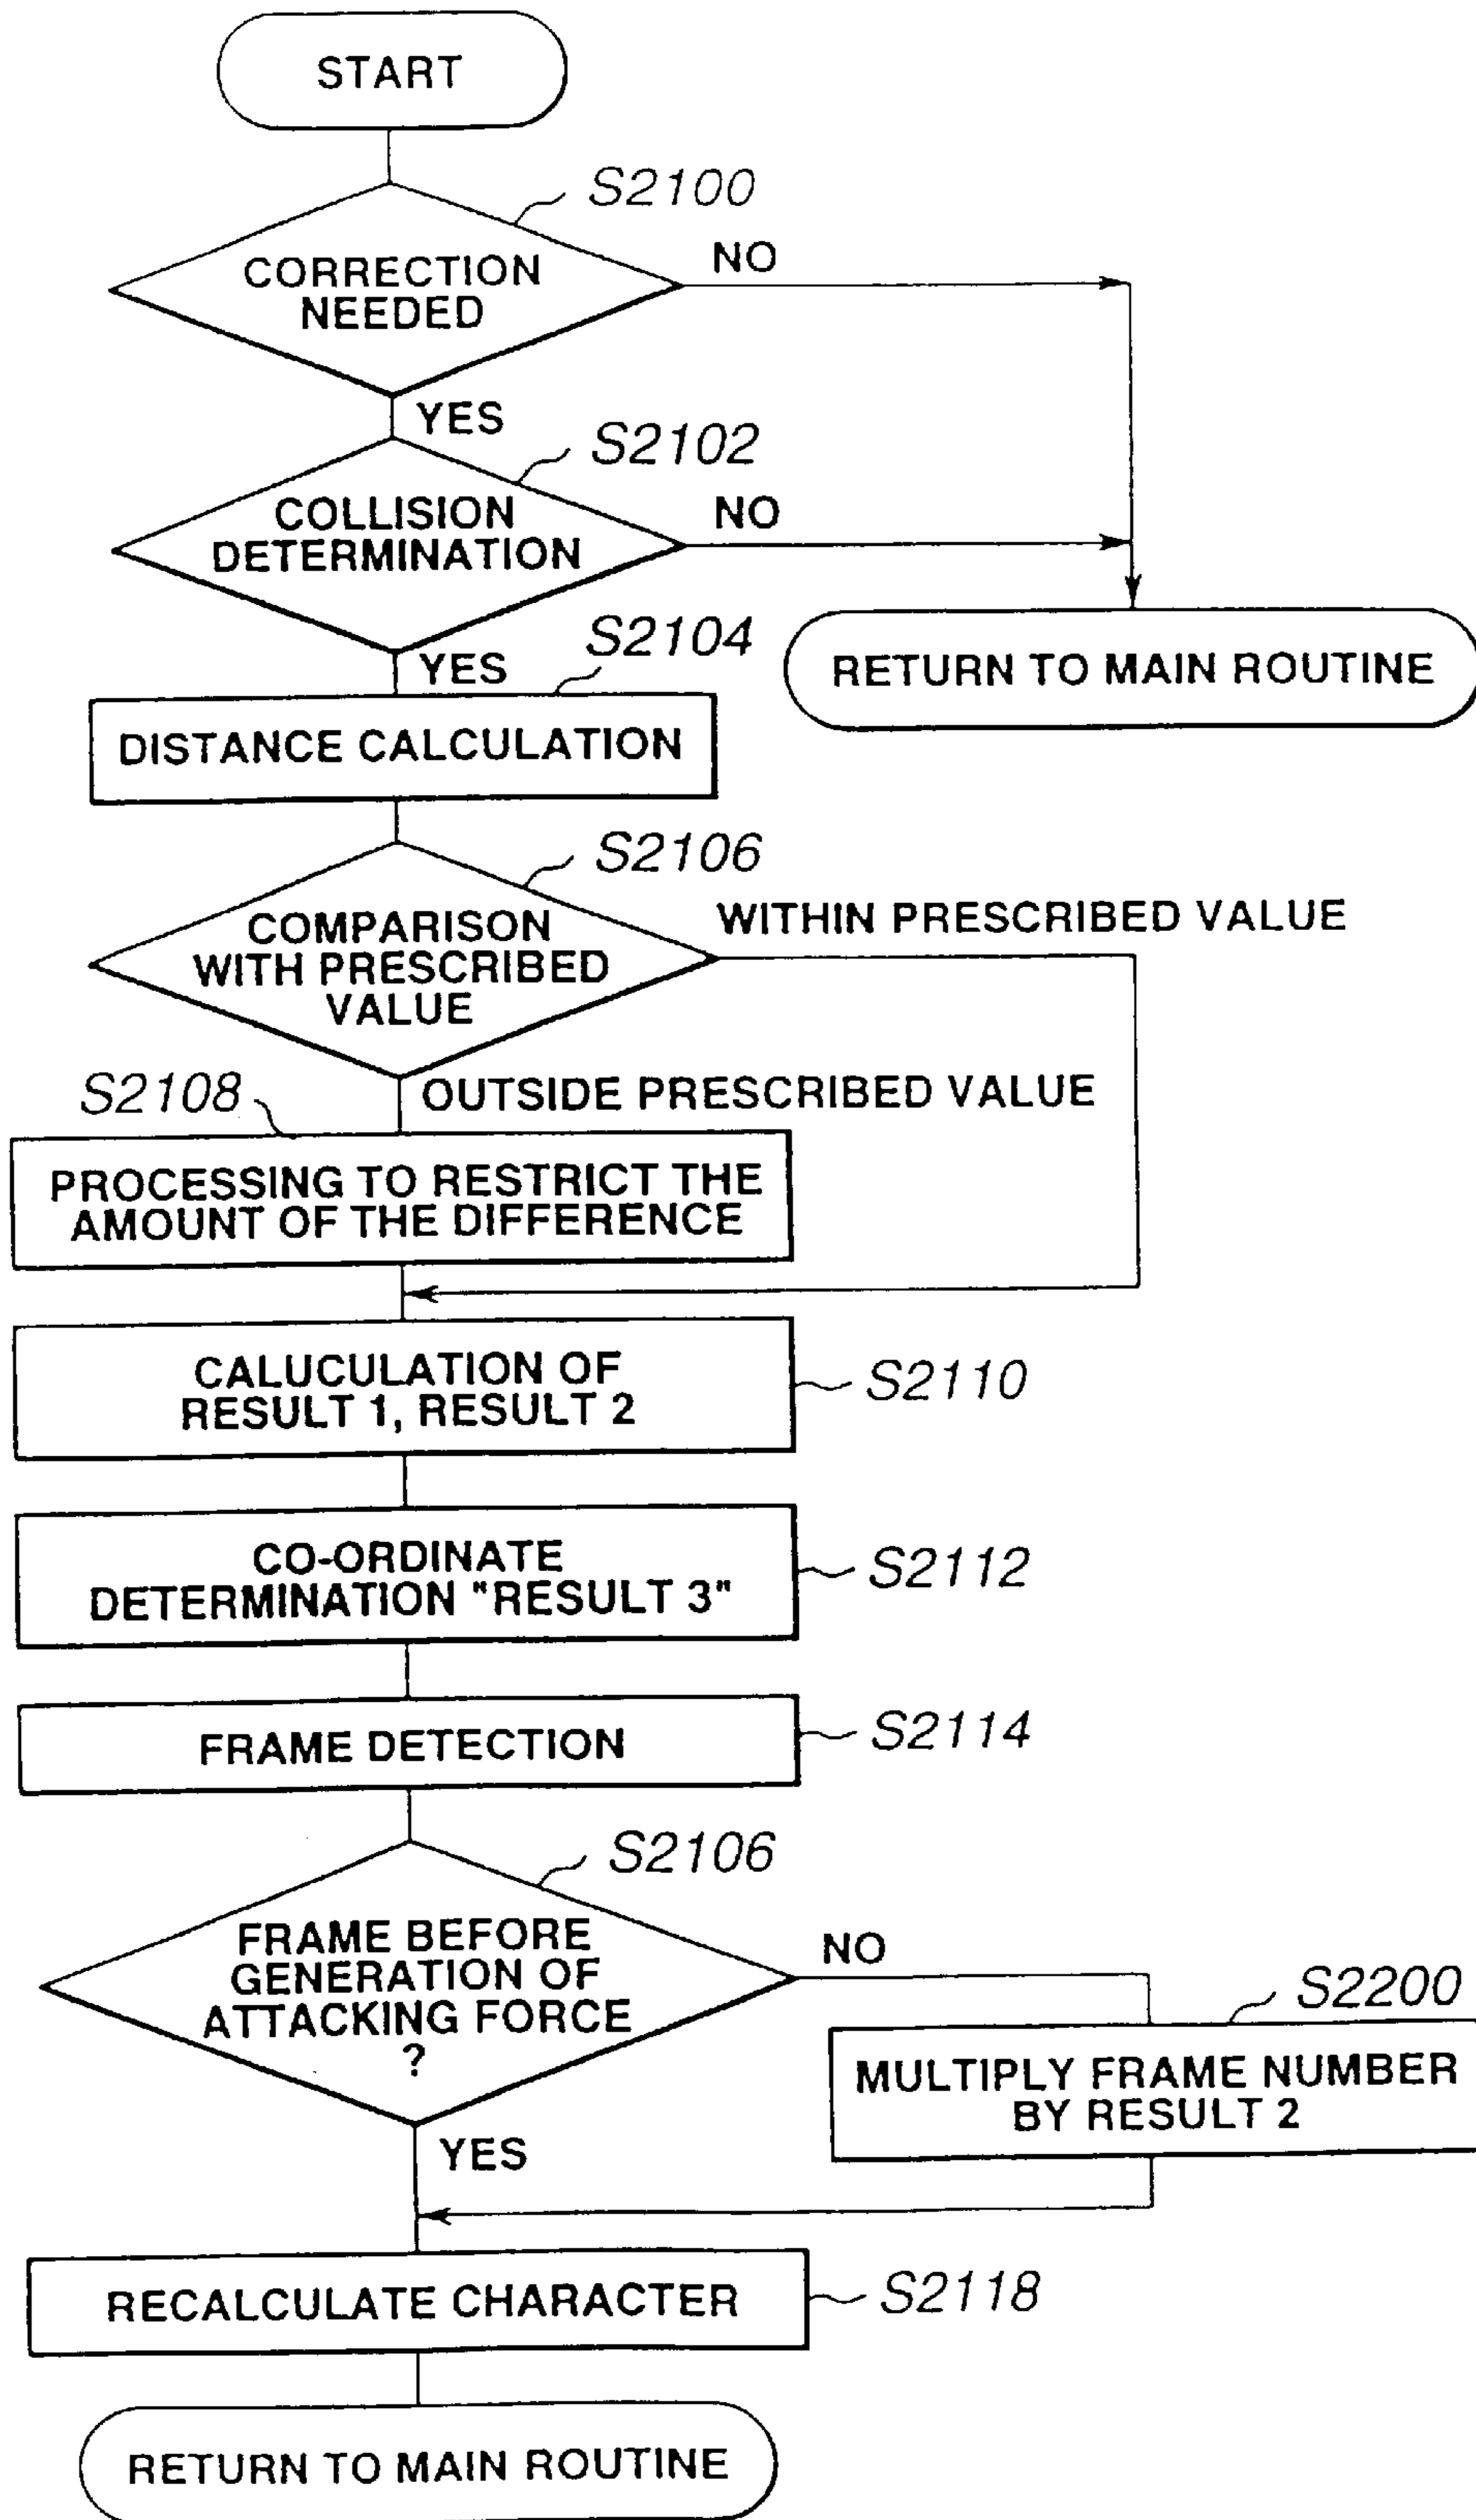 START
S2100
CORRECTION
NEEDED
NO
YES
S2102
COLLISION
DETERMINATION
NO
YES
S2104
RETURN TO MAIN ROUTINE
DISTANCE CALCULATION
S2106
COMPARISON
WITH PRESCRIBED
VALUE
WITHIN PRESCRIBED VALUE
S2108
OUTSIDE PRESCRIBED VALUE
PROCESSING TO RESTRICT THE
AMOUNT OF THE DIFFERENCE
CALUCULATION OF
RESULT 1, RESULT 2
S2110
CO-ORDINATE
DETERMINATION "RESULT 3"
S2112
FRAME DETECTION
S2114
S2106
FRAME BEFORE
GENERATION OF
ATTACKING FORCE
?
NO
S2200
MULTIPLY FRAME NUMBER
BY RESULT 2
YES
RECALCULATE CHARACTER
S2118
RETURN TO MAIN ROUTINE